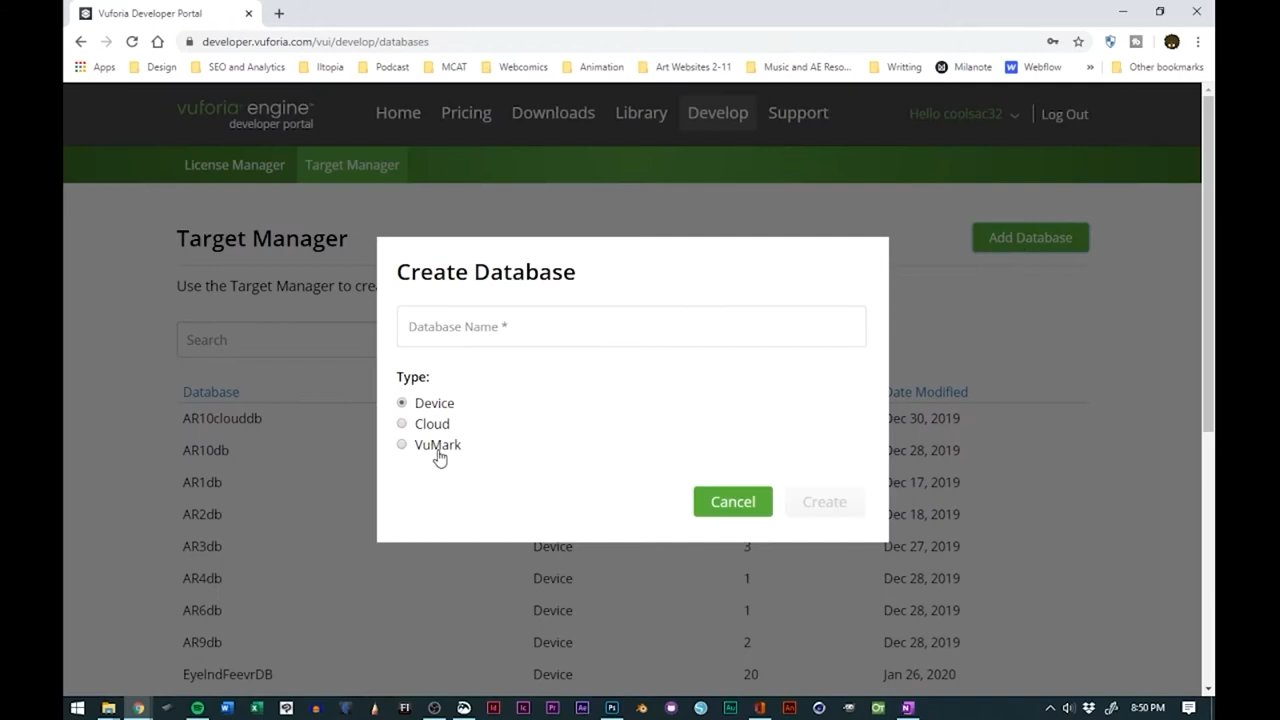 Vuforia Developer Portal
developer.vuforia.com/vui/develop/databases
Apps Design SEO and Analytics Iltopia Podcast MCAT Webcomics Animation Art Websites 2-11 Music and AE Reso... Writting Milanote Webflow » Other bookmarks
vuforia engine™ Home Pricing Downloads Library Develop Support Hello coolsac32 Log Out
developer portal
License Manager Target Manager
Target Manager Add Database
Use the Target Manager to crea
Create Database
Database Name *
Search
Type:
Device
Cloud
VuMark
Cancel Create
Database Date Modified
AR10clouddb Dec 30, 2019
AR10db Dec 28, 2019
AR1db Dec 17, 2019
AR2db Dec 18, 2019
AR3db Device 3 Dec 27, 2019
AR4db Device 1 Dec 28, 2019
AR6db Device 1 Dec 28, 2019
AR9db Device 2 Dec 28, 2019
EyeIndFeevrDB Device 20 Jan 26, 2020
8:50 PM